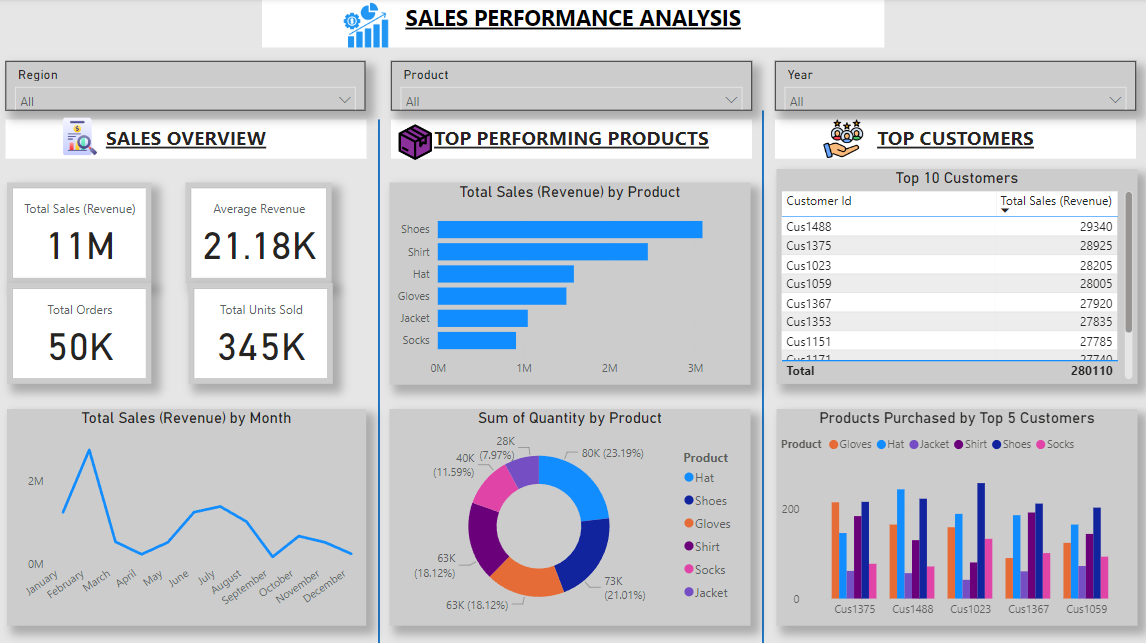 SALES PERFORMANCE ANALYSIS
Region
All
Product
All
Year
All
SALES OVERVIEW
TOP PERFORMING PRODUCTS
TOP CUSTOMERS
Total Sales (Revenue)
11M
Average Revenue
21.18K
Total Orders
50K
Total Units Sold
345K
Total Sales (Revenue) by Product
Shoes
Shirt
Hat
Gloves
Jacket
Socks
0M 1M 2M 3M
Top 10 Customers
Customer Id Total Sales (Revenue)
Cus1488 29340
Cus1375 28925
Cus1023 28205
Cus1059 28005
Cus1367 27920
Cus1353 27835
Cus1151 27785
Cus1171 27740
Total 280110
Total Sales (Revenue) by Month
2M
0M
January February March April May June July August September October November December
Sum of Quantity by Product
28K
(7.97%)
80K (23.19%)
40K
(11.59%)
63K
(18.12%)
63K (18.12%)
73K
(21.01%)
Product
Hat
Shoes
Gloves
Shirt
Socks
Jacket
Products Purchased by Top 5 Customers
Product Gloves Hat Jacket Shirt Shoes Socks
200
0
Cus1375 Cus1488 Cus1023 Cus1367 Cus1059